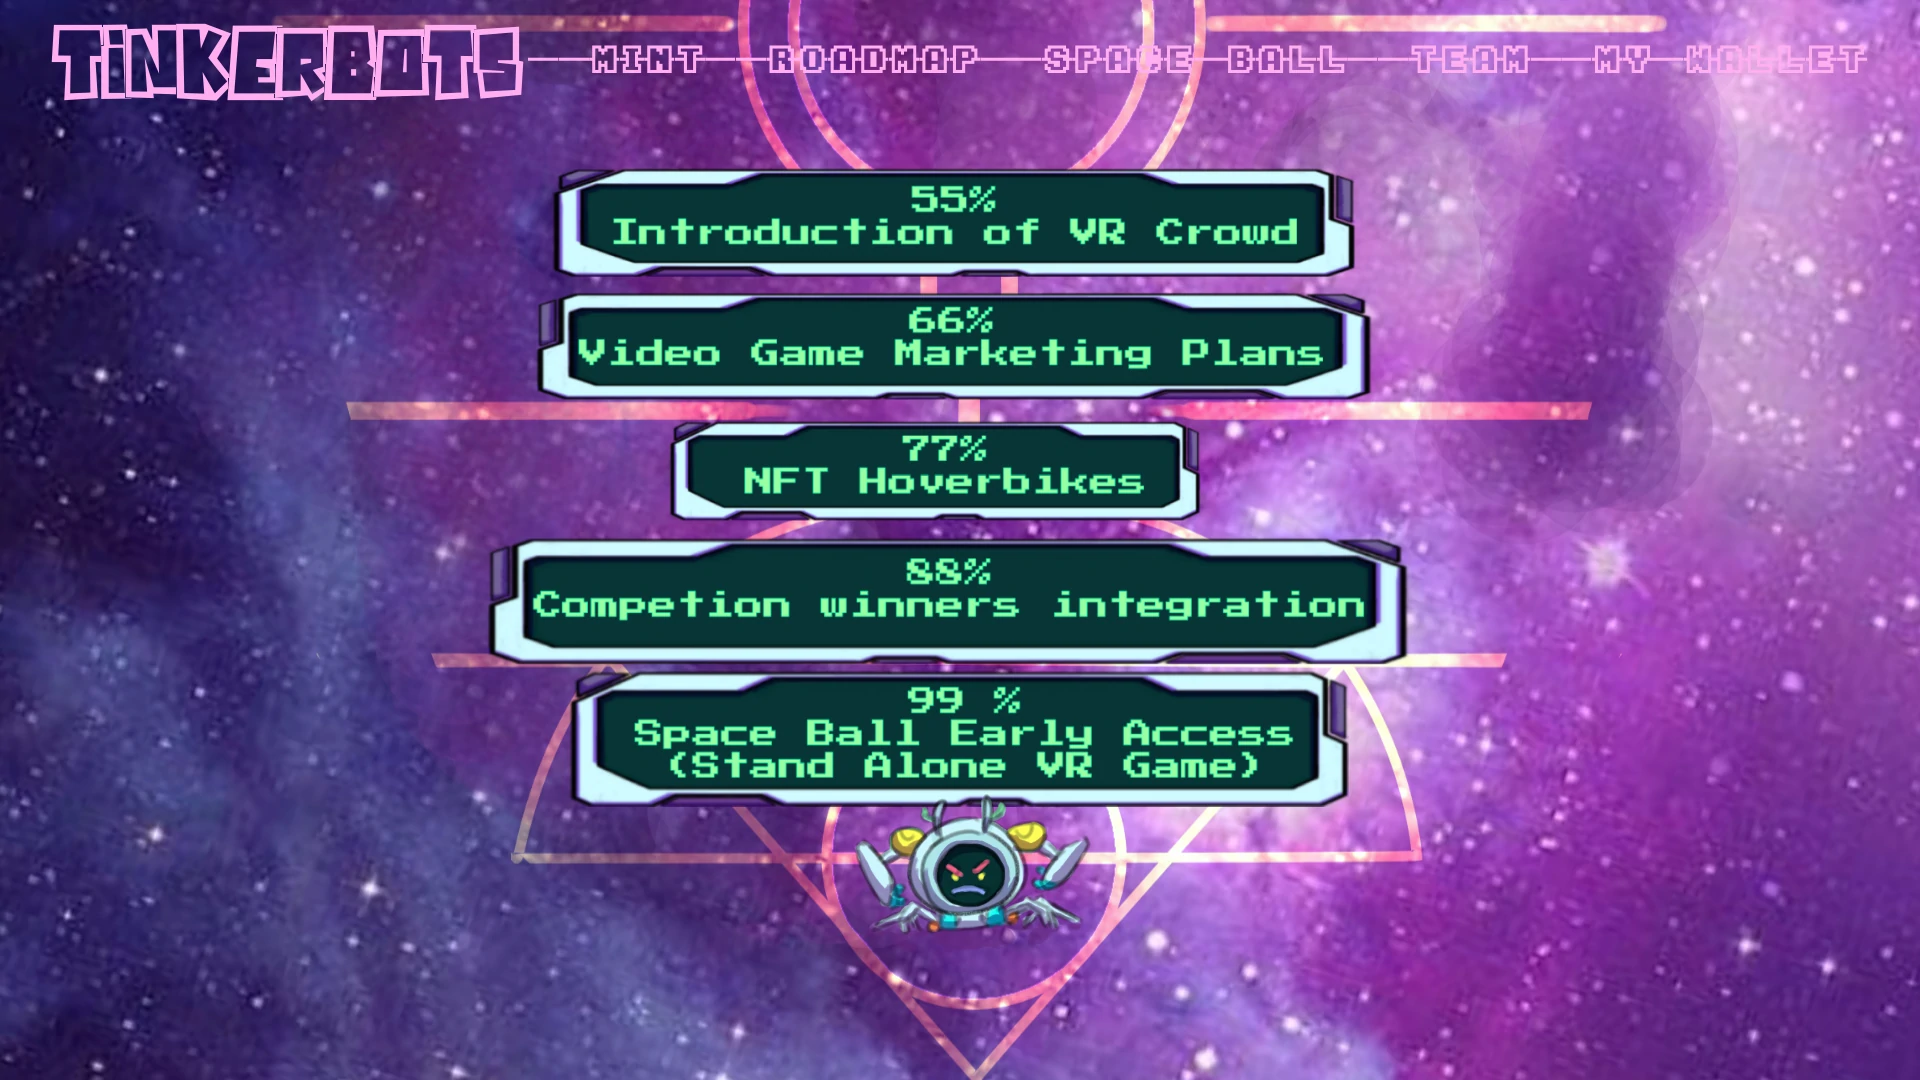 TiNKERBOTS
MINT ROADMAP SPACE BALL TEAM MY WALLET
55%
Introduction of VR Crowd
66%
Video Game Marketing Plans
77%
NFT Hoverbikes
88%
Competion winners integration
99 %
Space Ball Early Access
(Stand Alone VR Game)